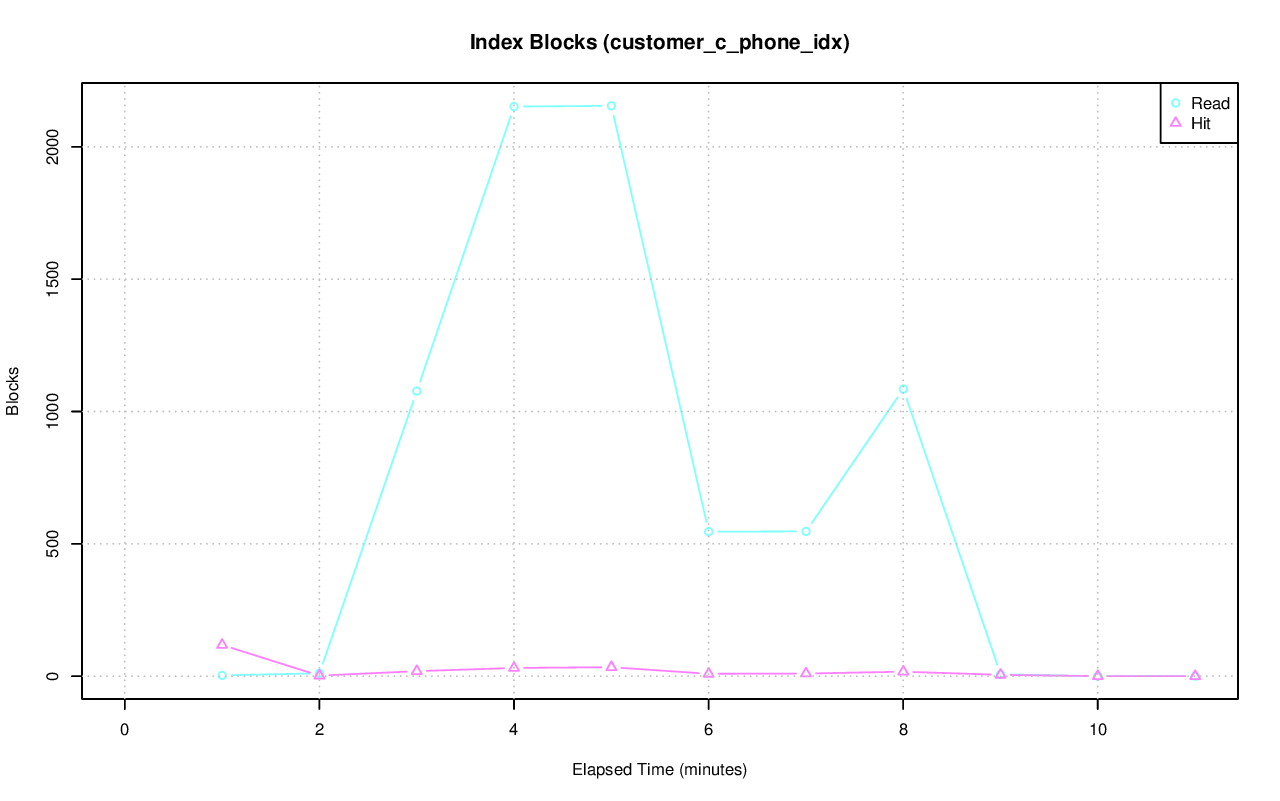 Index Blocks (customer_c_phone_idx)
Read
Hit
2000
1500
1000
500
0
Blocks
0 2 4 6 8 10
Elapsed Time (minutes)